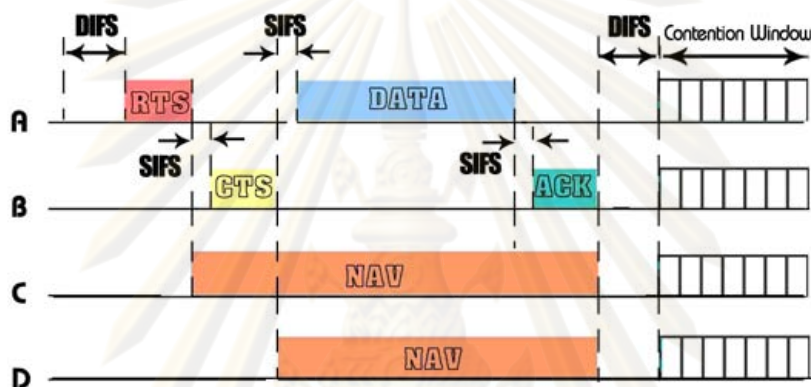 DIFS SIFS DIFS Contention Window
A RTS DATA
SIFS SIFS
B CTS ACK
C NAV
D NAV